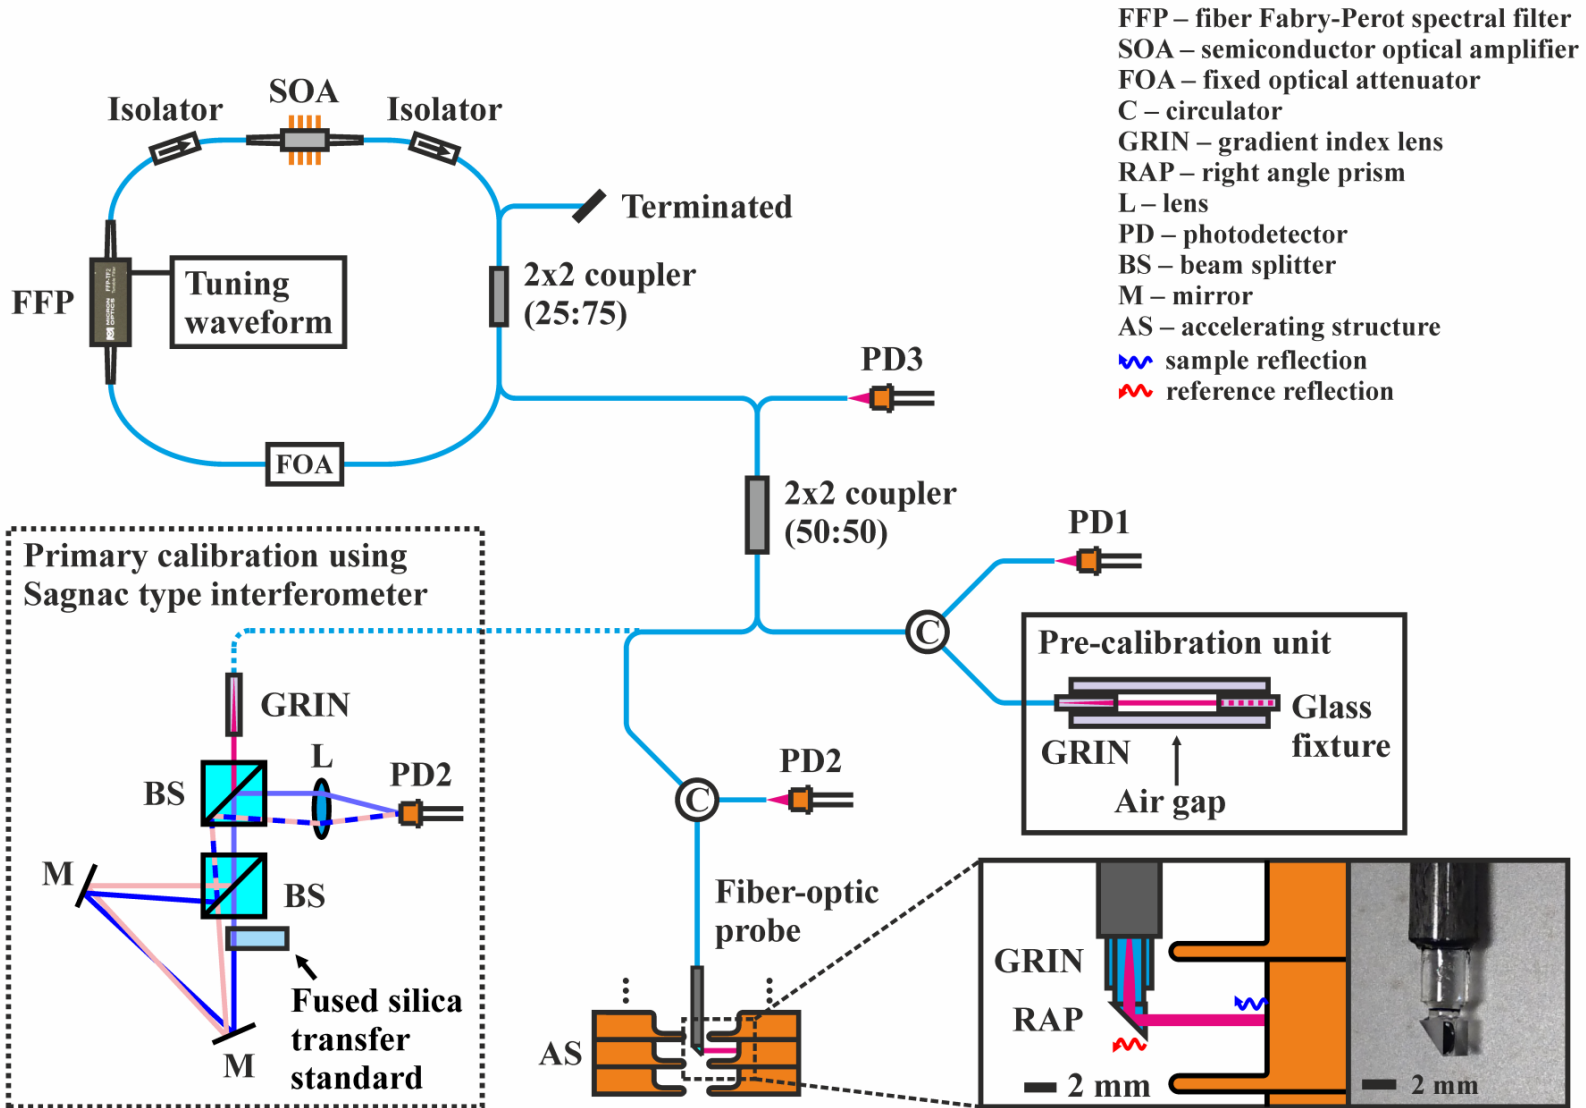 FFP – fiber Fabry-Perot spectral filter
SOA – semiconductor optical amplifier
FOA – fixed optical attenuator
C – circulator
GRIN – gradient index lens
RAP – right angle prism
L – lens
PD – photodetector
BS – beam splitter
M – mirror
AS – accelerating structure
sample reflection
reference reflection
SOA
Isolator
Isolator
Terminated
2x2 coupler
(25:75)
FFP
MICRON
OPTICS
FFP-TF2
Tuning
waveform
FOA
PD3
2x2 coupler
(50:50)
PD1
C
Pre-calibration unit
GRIN
Glass
fixture
Air gap
Primary calibration using
Sagnac type interferometer
GRIN
L
BS
PD2
M
BS
Fused silica
transfer
standard
M
C
PD2
Fiber-optic
probe
AS
GRIN
RAP
2 mm
2 mm